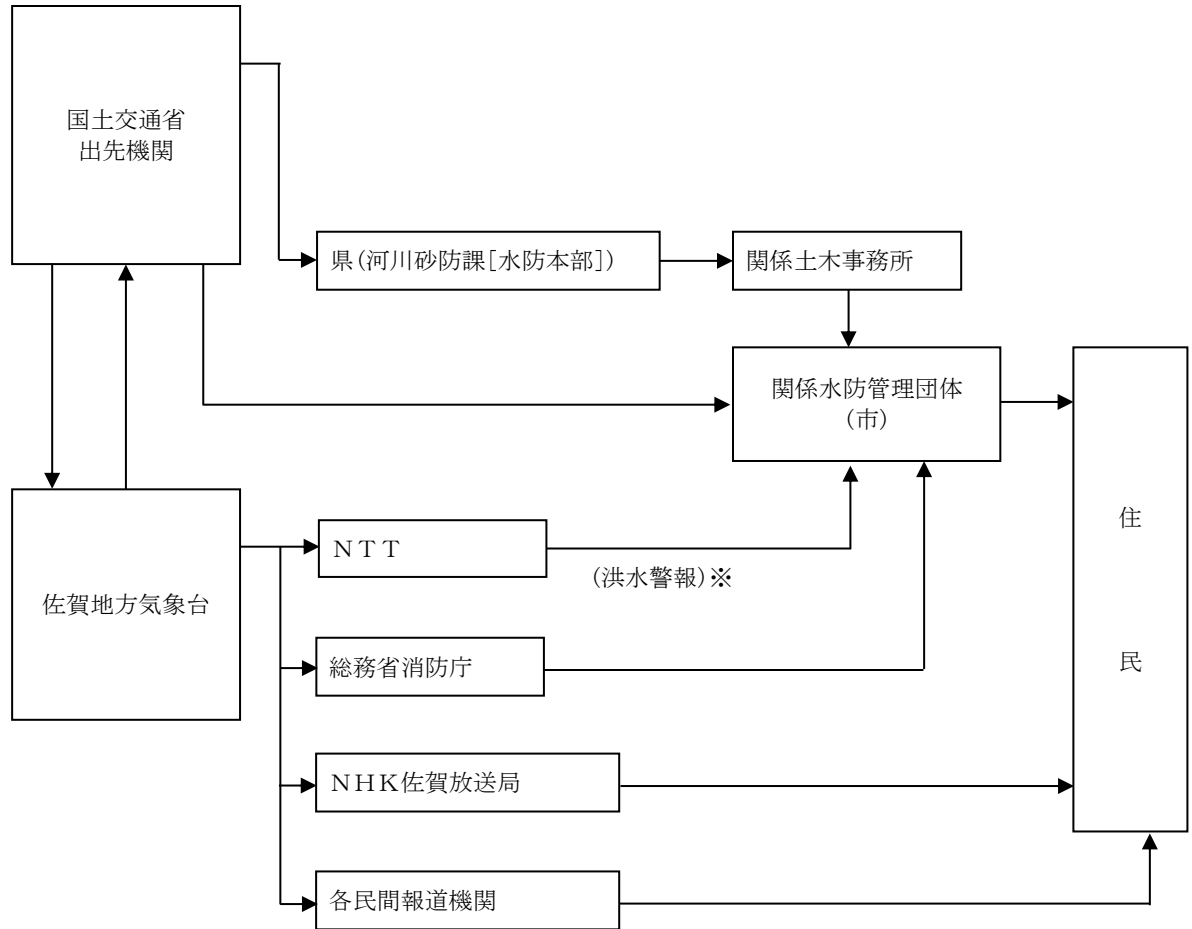 国土交通省
出先機関
県(河川砂防課[水防本部])
関係土木事務所
関係水防管理団体
(市)
佐賀地方気象台
NTT
(洪水警報)※
総務省消防庁
NHK佐賀放送局
各民間報道機関
住
民